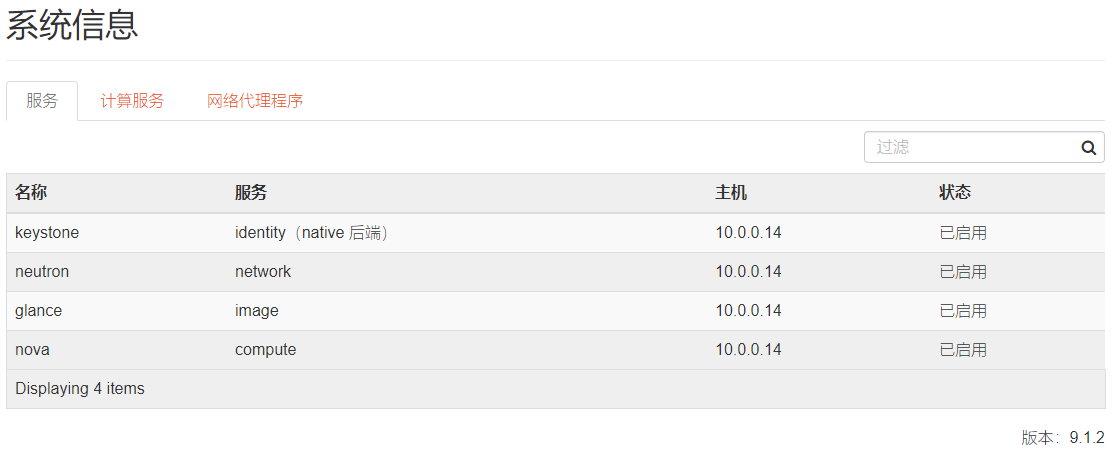 系统信息
服务 计算服务 网络代理程序
过滤
名称 服务 主机 状态
keystone identity（native 后端） 10.0.0.14 已启用
neutron network 10.0.0.14 已启用
glance image 10.0.0.14 已启用
nova compute 10.0.0.14 已启用
Displaying 4 items
版本：9.1.2